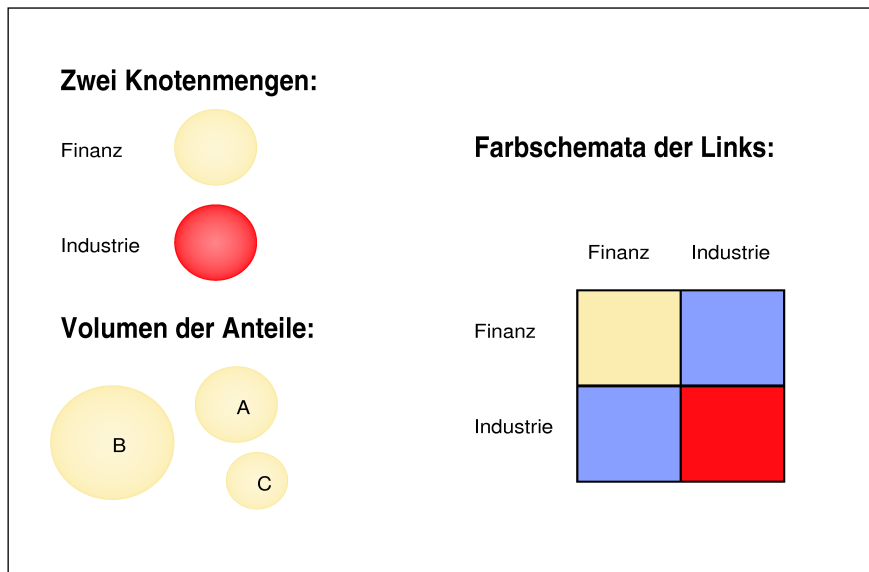 Zwei Knotenmengen:
Finanz
Industrie
Volumen der Anteile:
B
A
C
Farbschemata der Links:
Finanz Industrie
Finanz
Industrie